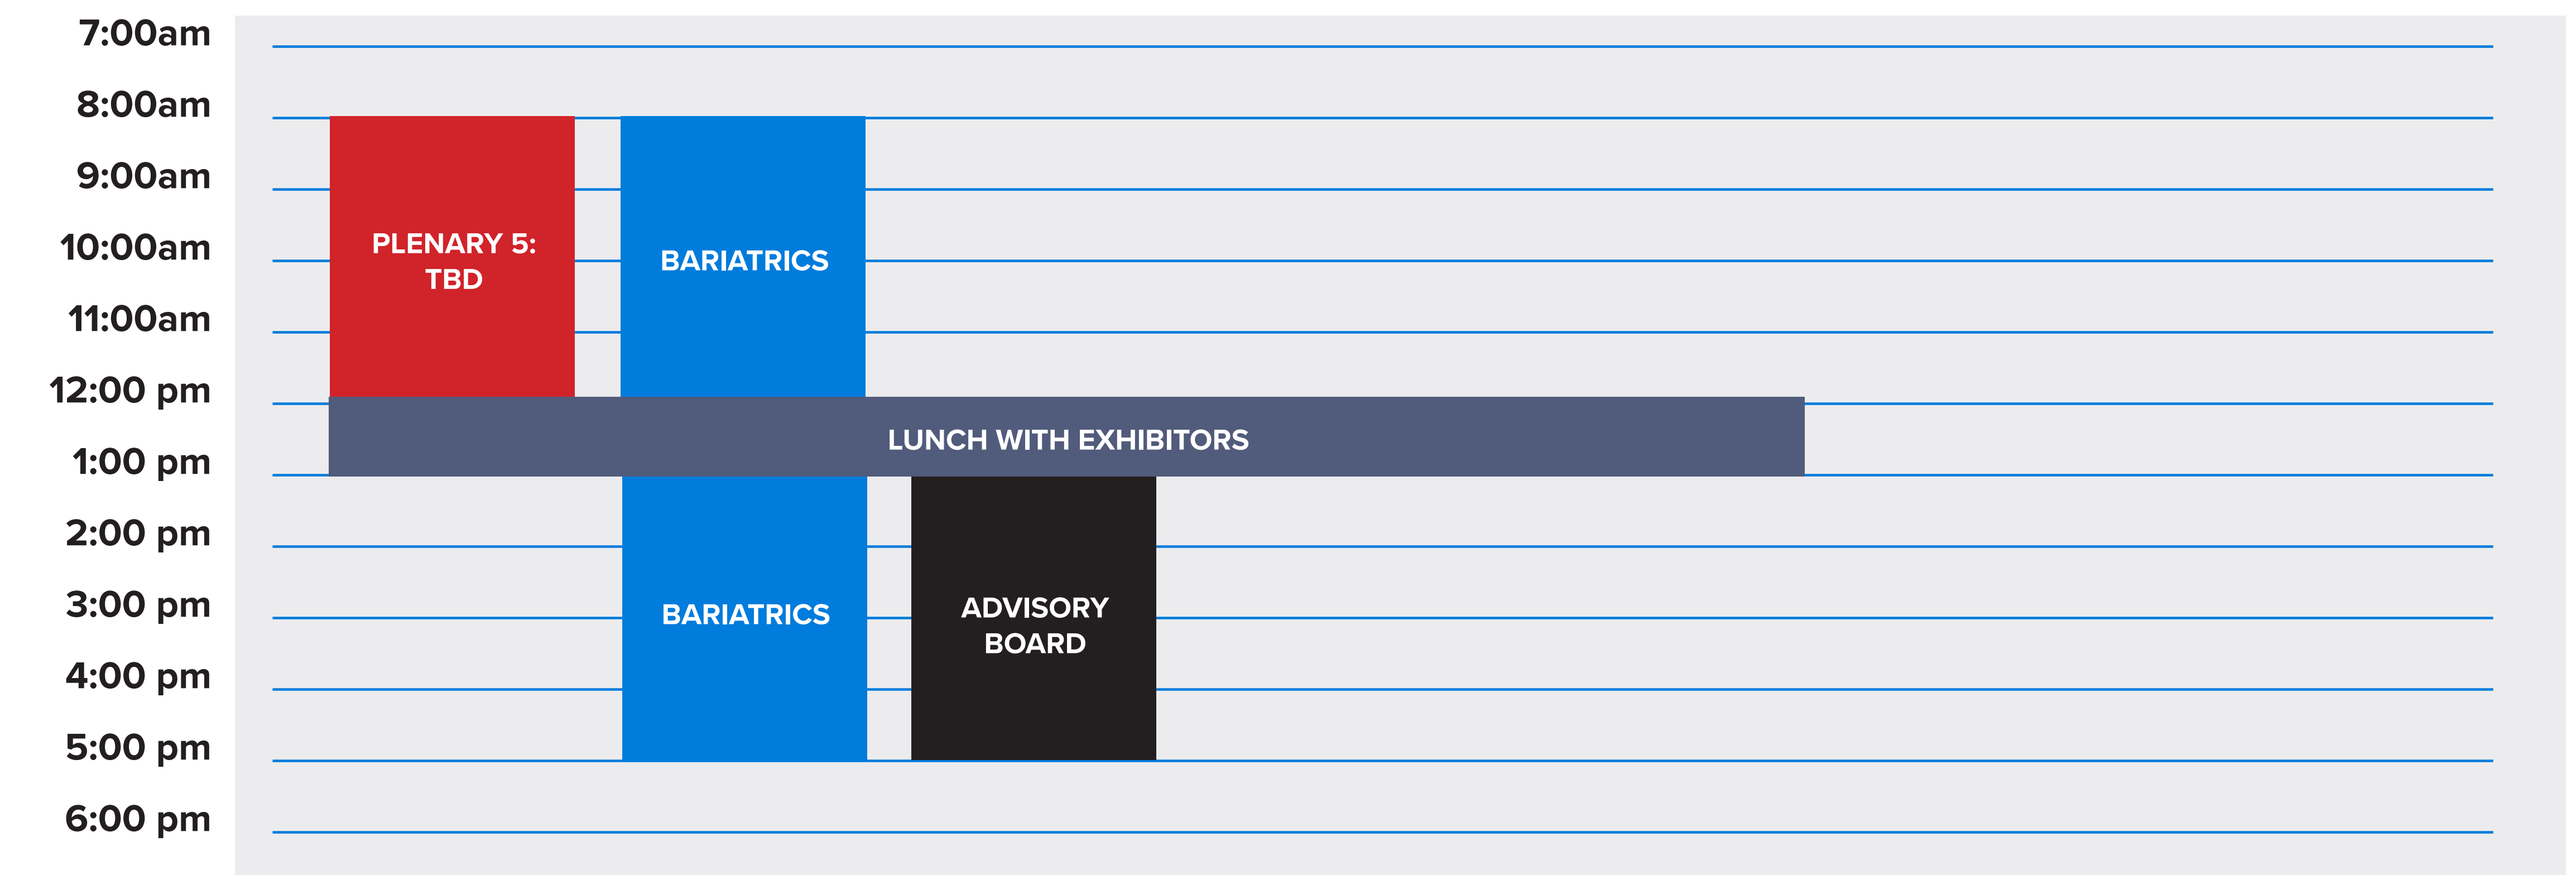 7:00am
8:00am
9:00am
10:00am
11:00am
12:00 pm
1:00 pm
2:00 pm
3:00 pm
4:00 pm
5:00 pm
6:00 pm
PLENARY 5:
TBD
BARIATRICS
LUNCH WITH EXHIBITORS
BARIATRICS
ADVISORY
BOARD